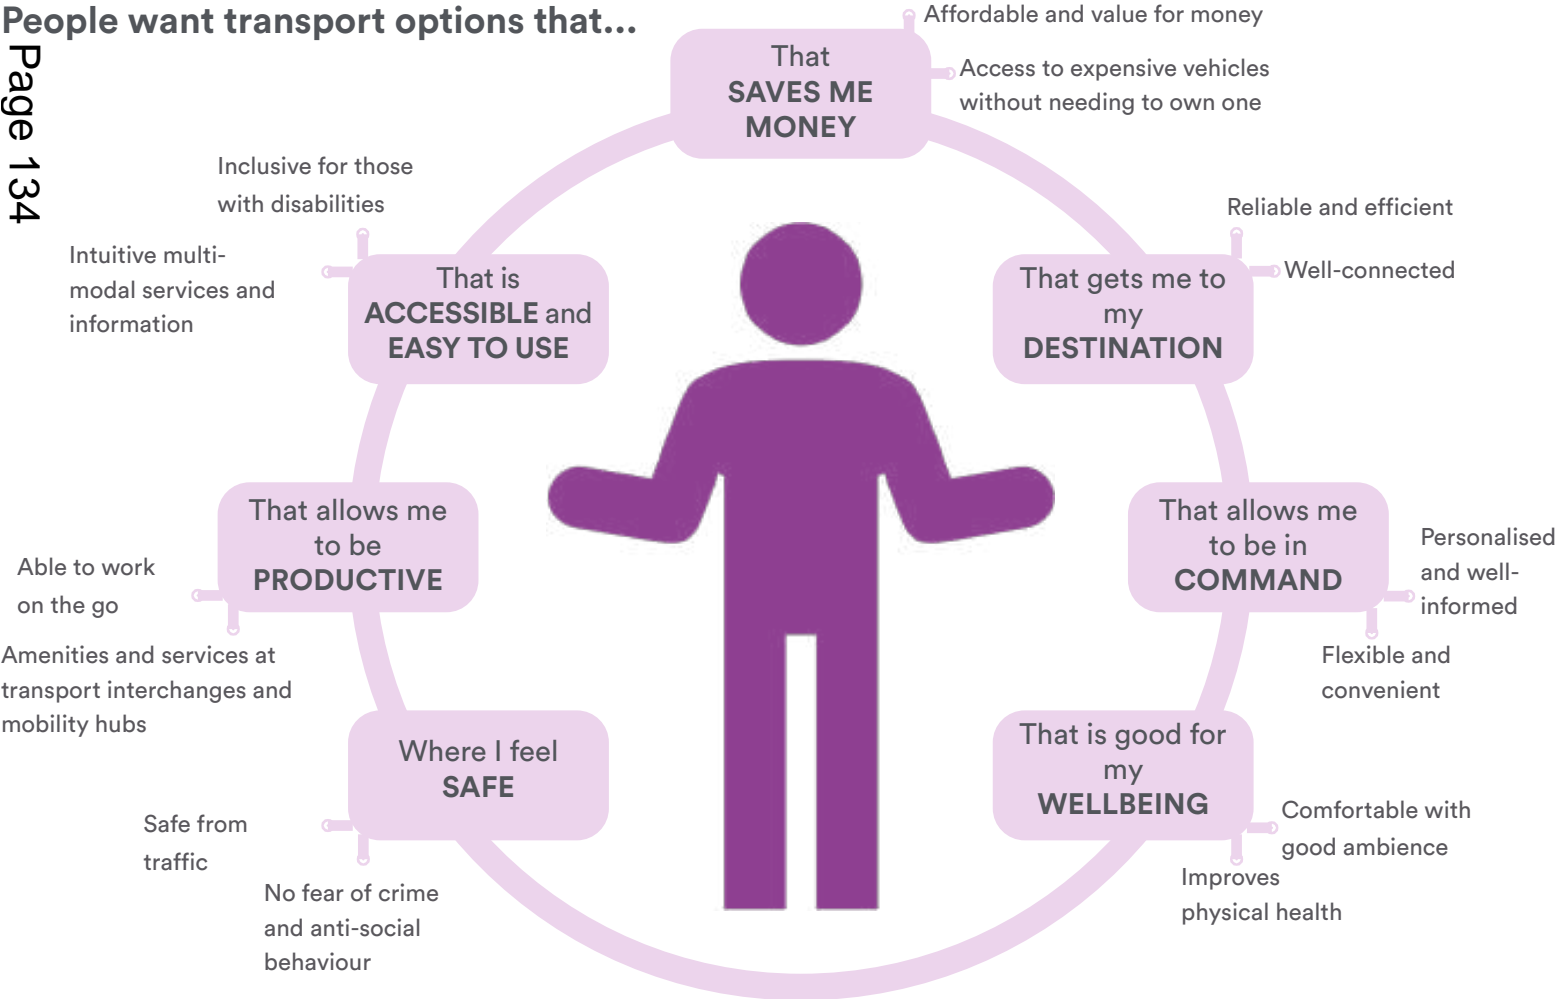 People want transport options that...
Page 134
That
SAVES ME
MONEY
Affordable and value for money
Access to expensive vehicles
without needing to own one
That gets me to
my
DESTINATION
Reliable and efficient
Well-connected
That allows me
to be in
COMMAND
Personalised
and well-
informed
Flexible and
convenient
That is good for
my
WELLBEING
Comfortable with
good ambience
Improves
physical health
Where I feel
SAFE
Safe from
traffic
No fear of crime
and anti-social
behaviour
That allows me
to be
PRODUCTIVE
Able to work
on the go
Amenities and services at
transport interchanges and
mobility hubs
That is
ACCESSIBLE and
EASY TO USE
Inclusive for those
with disabilities
Intuitive multi-
modal services and
information